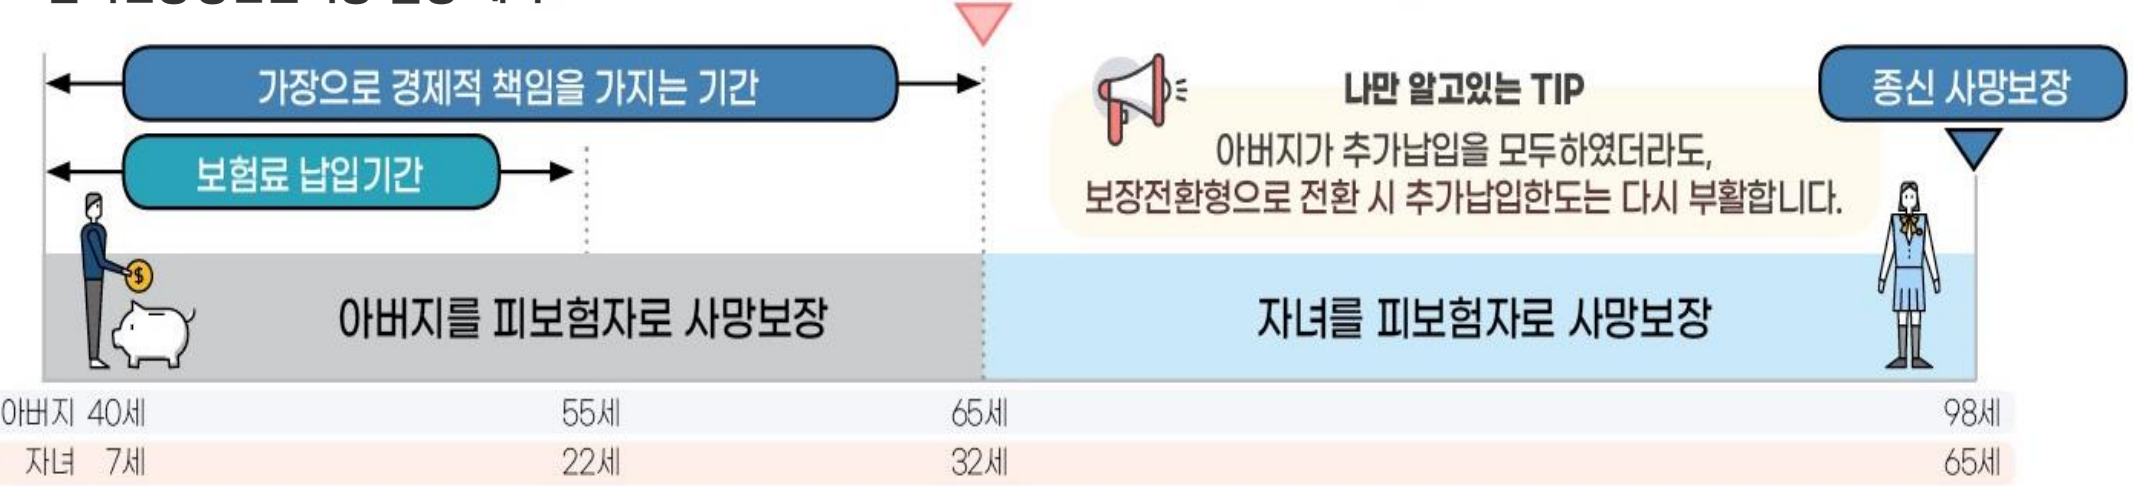 가장으로 경제적 책임을 가지는 기간
보험료 납입기간
나만 알고있는 TIP
아버지가 추가납입을 모두하였더라도,
보장전환형으로 전환 시 추가납입한도는 다시 부활합니다.
종신 사망보장
$
아버지를 피보험자로 사망보장
자녀를 피보험자로 사망보장
아버지 40세 55세 65세 98세
자녀 7세 22세 32세 65세